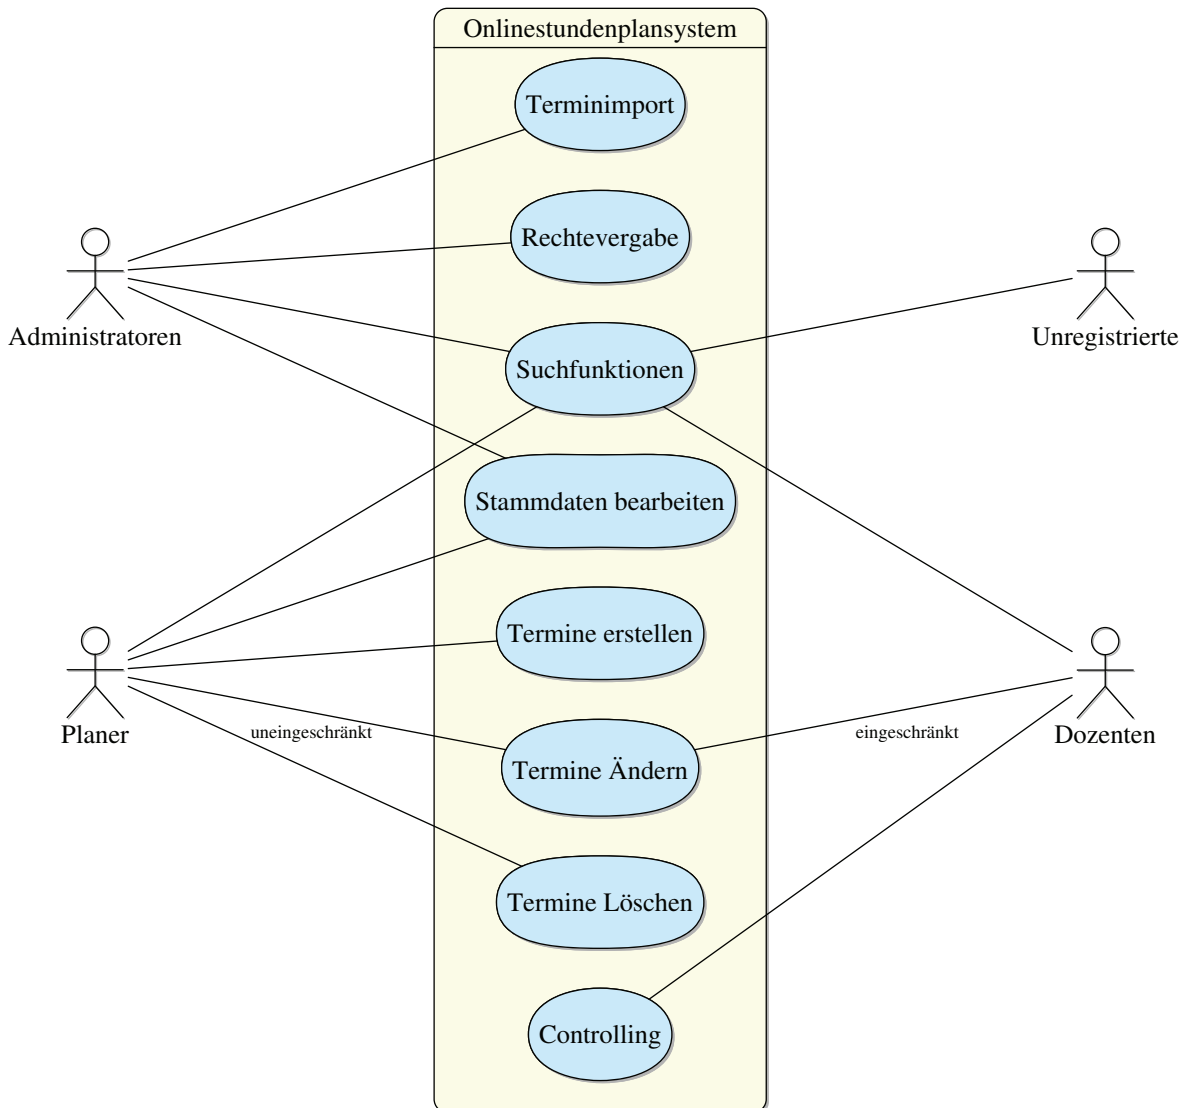 Onlinestundenplansystem
Terminimport
Rechtevergabe
Administratoren
Unregistrierte
Suchfunktionen
Stammdaten bearbeiten
Termine erstellen
Planer
uneingeschränkt
eingeschränkt
Dozenten
Termine Ändern
Termine Löschen
Controlling